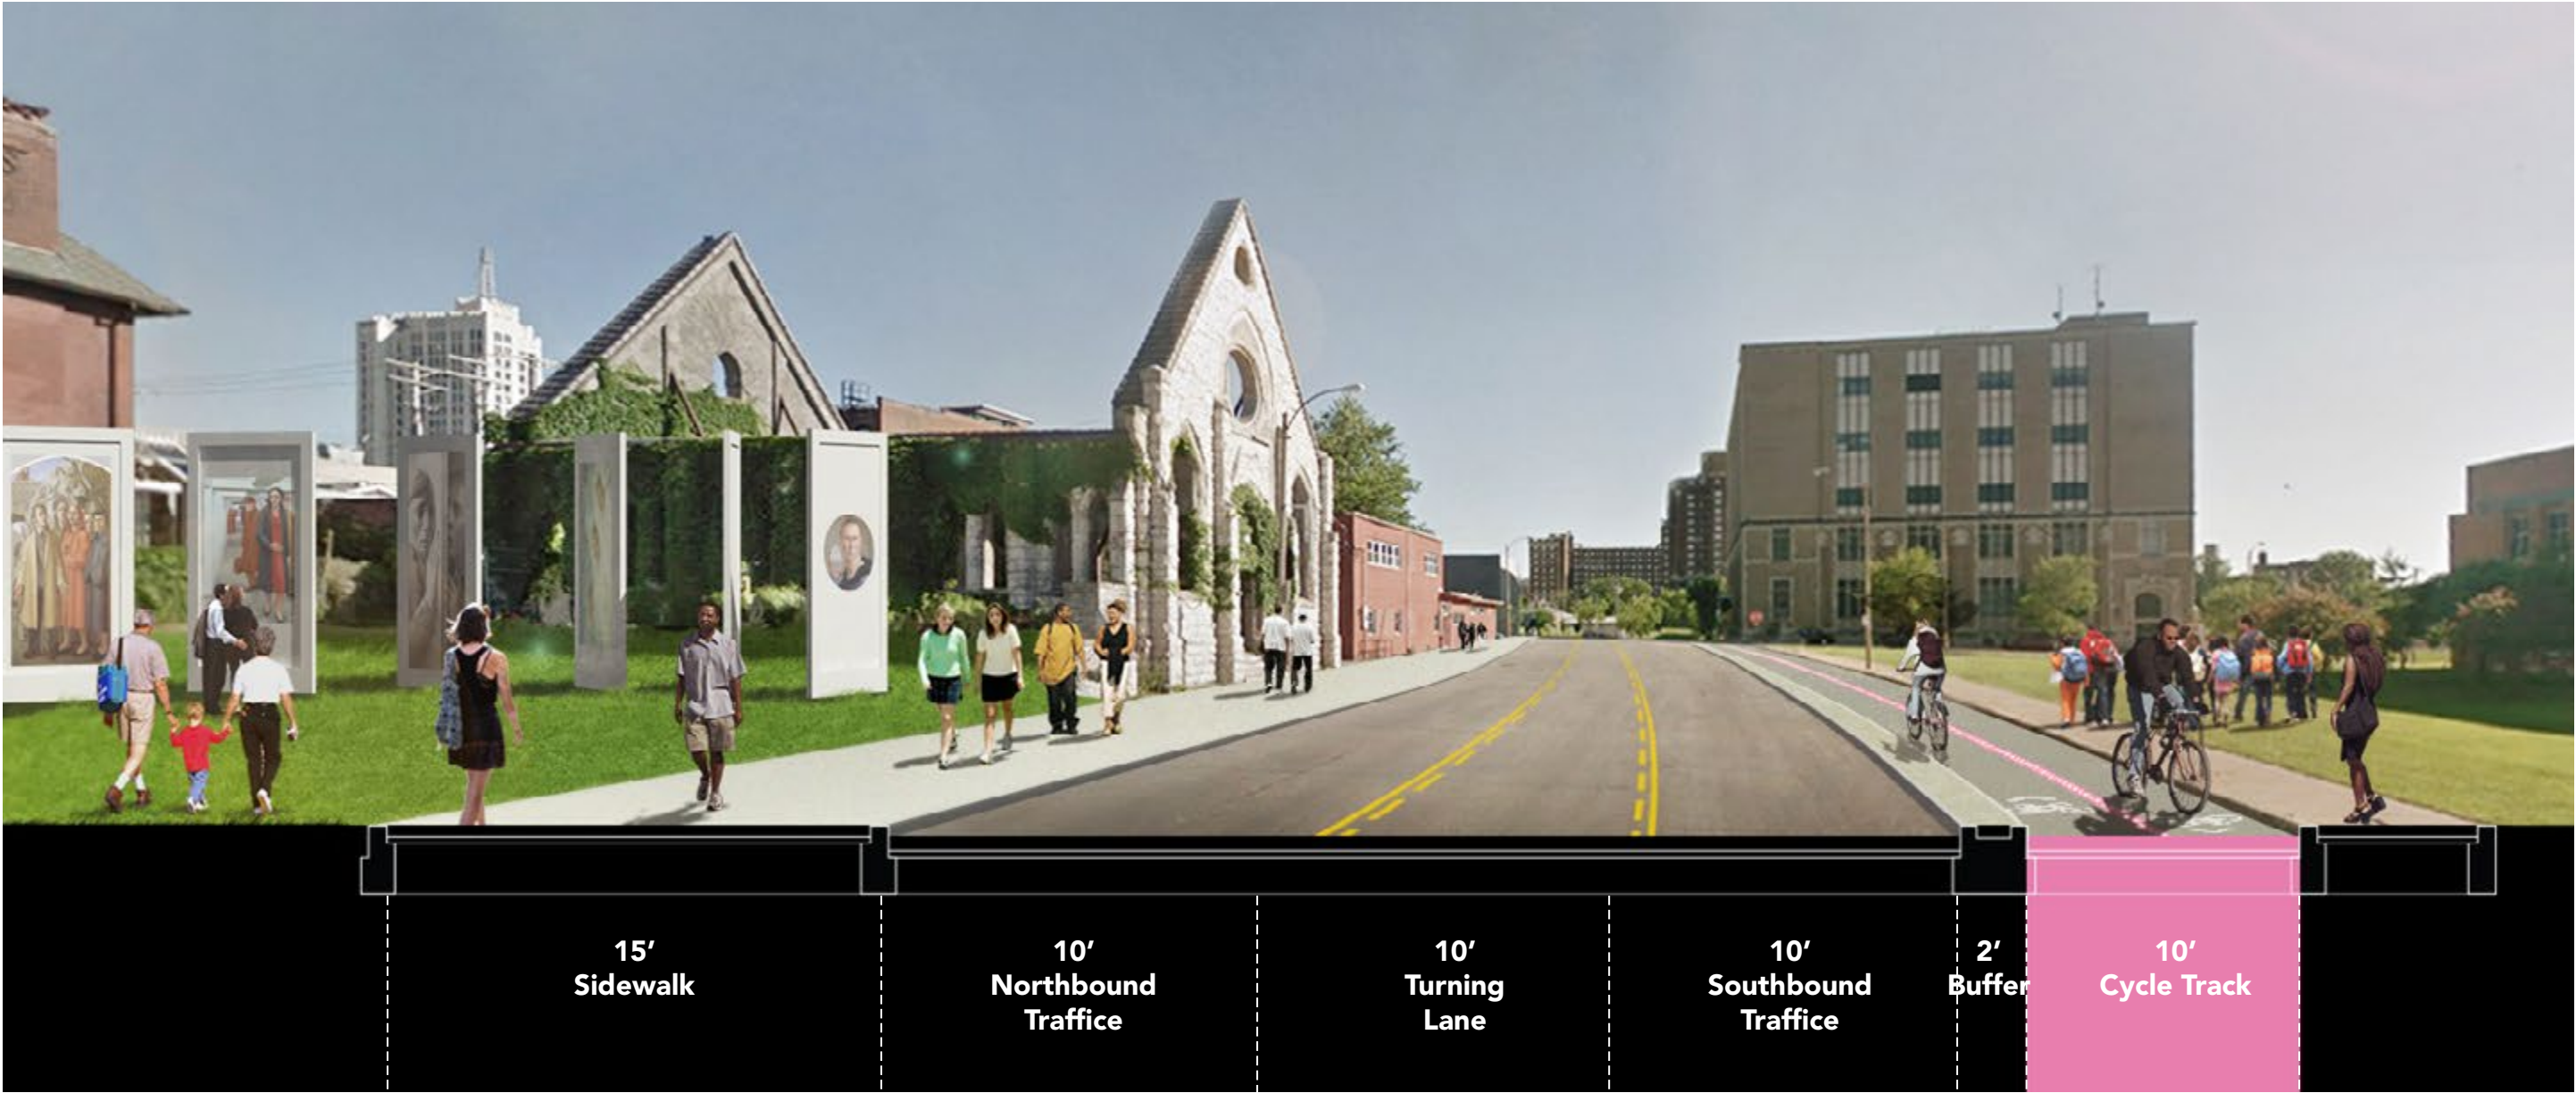 15’
Sidewalk
10’
Northbound
Traffice
10’
Turning
Lane
10’
Southbound
Traffice
2’
Buffer
10’
Cycle Track